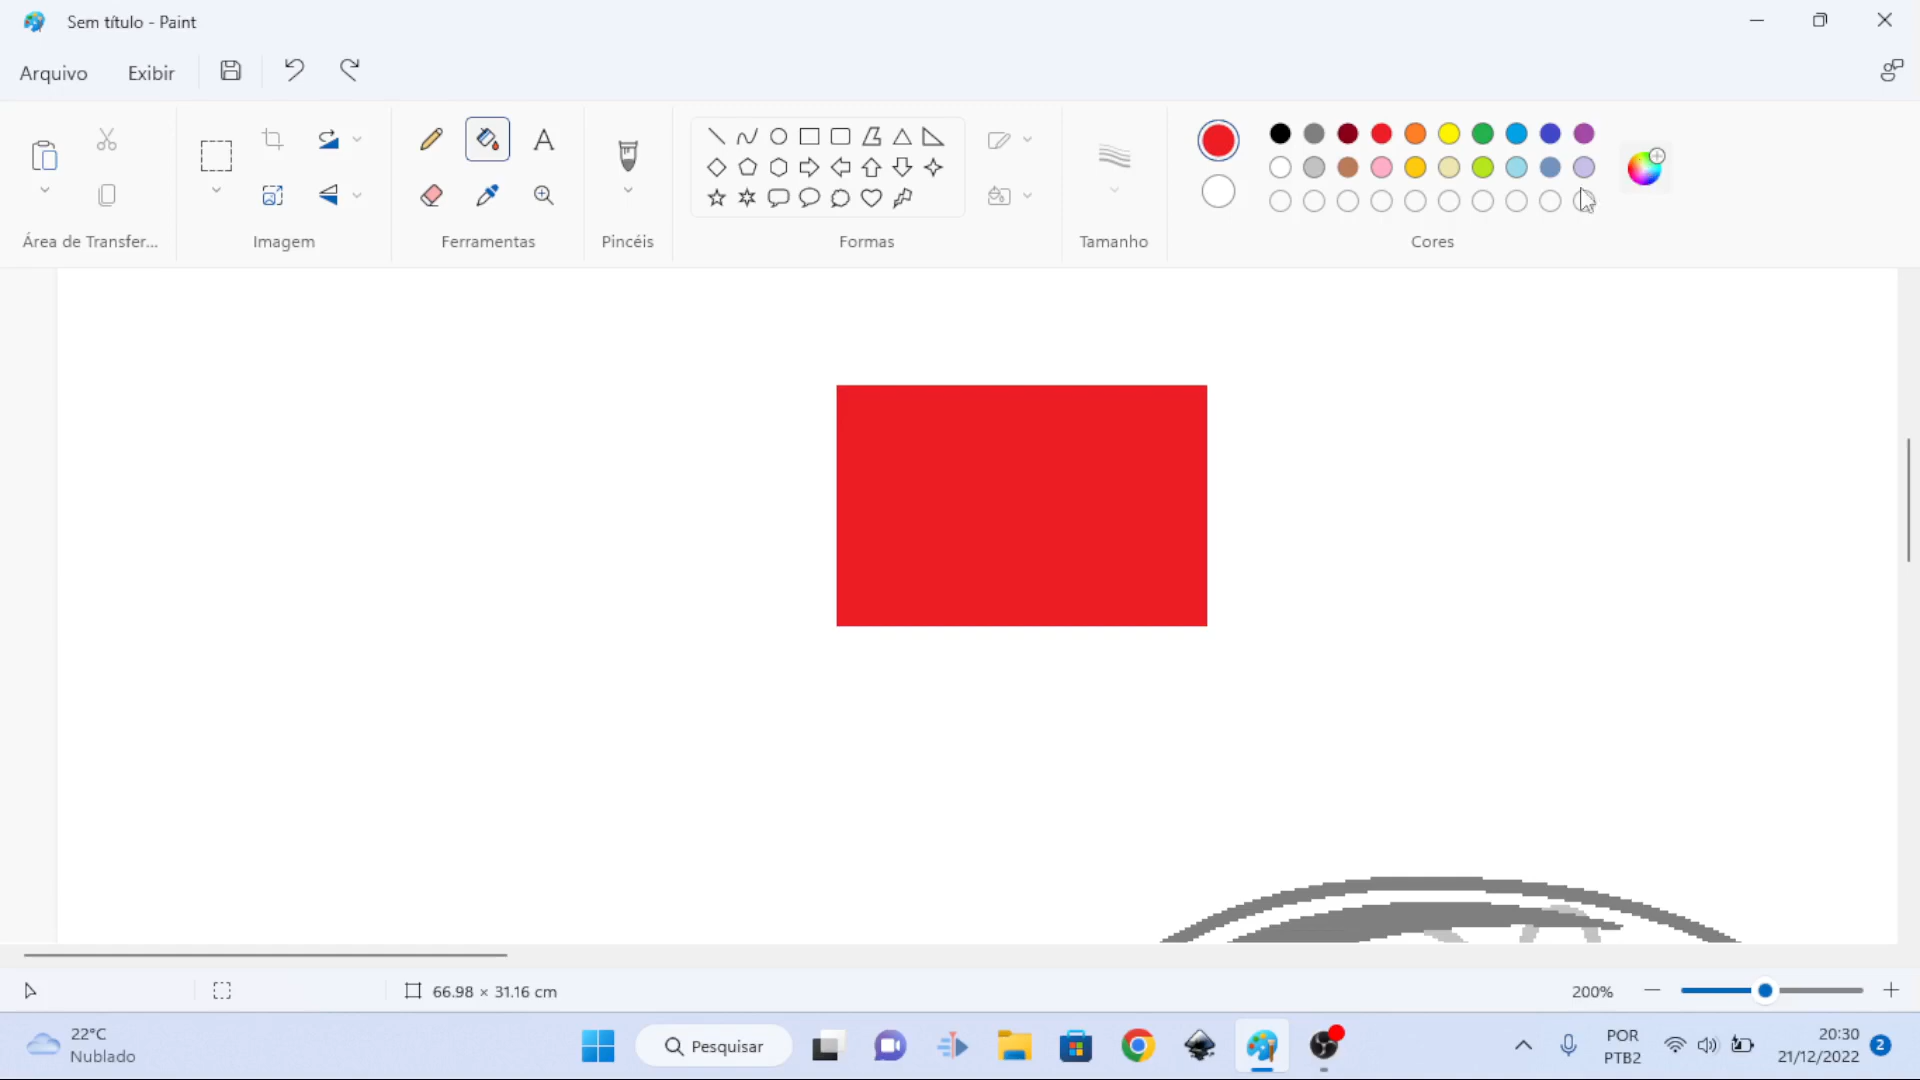 Sem título - Paint
Arquivo Exibir
Área de Transfer... Imagem Ferramentas Pincéis Formas Tamanho Cores
66.98 × 31.16 cm 200%
22°C
Nublado
Pesquisar
POR
PTB2
20:30
21/12/2022
2